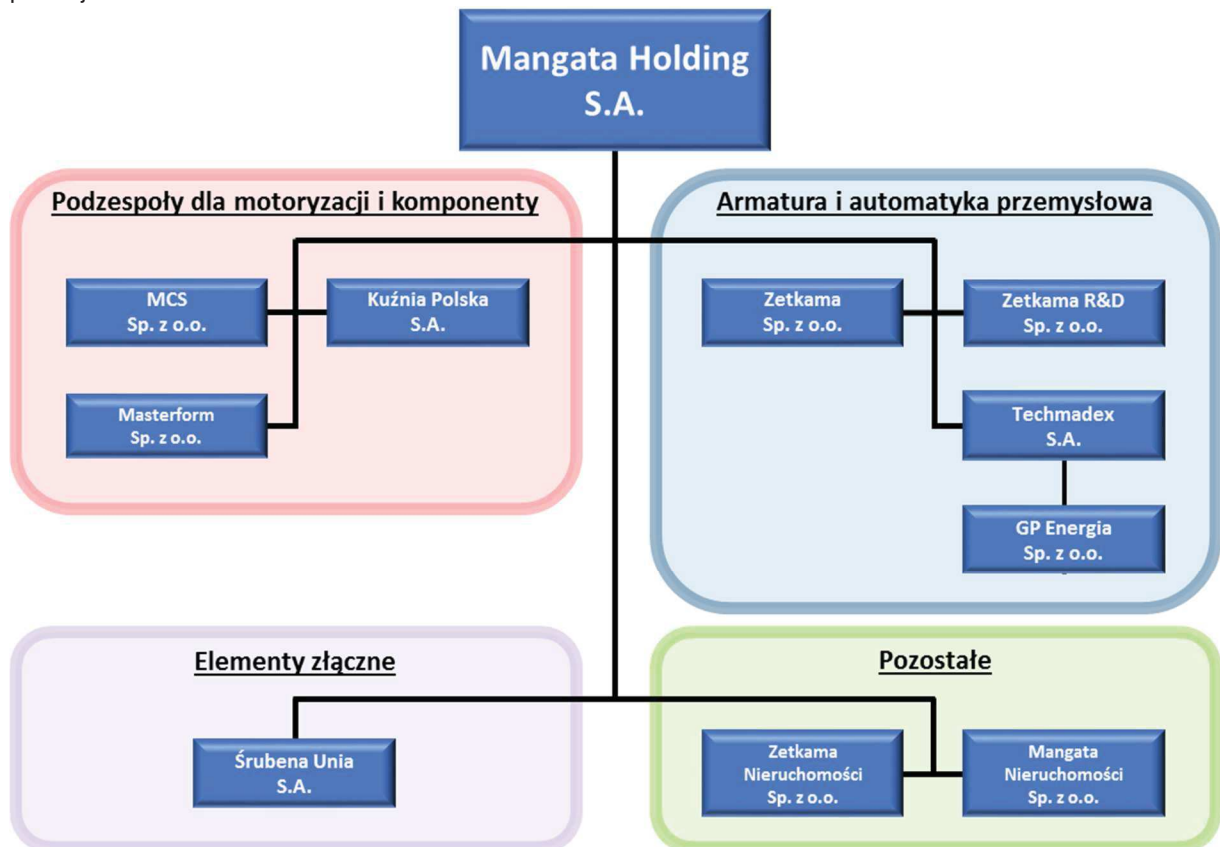 Mangata Holding
S.A.
Podzespoły dla motoryzacji i komponenty
MCS
Sp. z o.o.
Kuźnia Polska
S.A.
Masterform
Sp. z o.o.
Armatura i automatyka przemysłowa
Zetkama
Sp. z o.o.
Zetkama R&D
Sp. z o.o.
Techmadex
S.A.
GP Energia
Sp. z o.o.
Elementy złączne
Śrubena Unia
S.A.
Pozostałe
Zetkama
Nieruchomości
Sp. z o.o.
Mangata
Nieruchomości
Sp. z o.o.